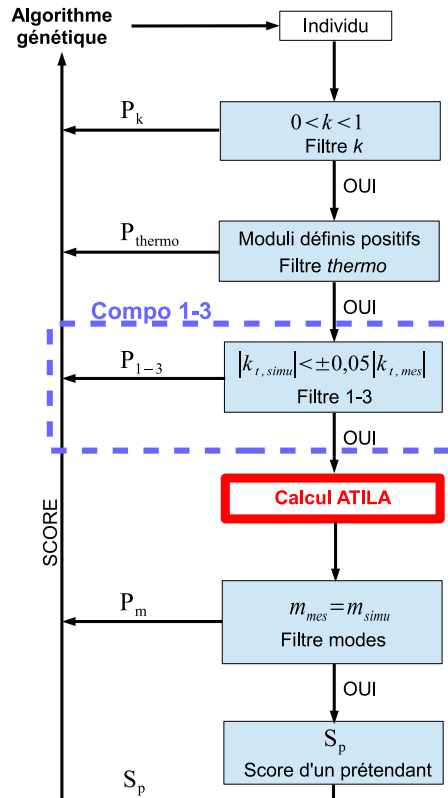 Algorithme
génétique
Individu
P_k
0<k<1
Filtre k
OUI
P_thermo
Moduli définis positifs
Filtre thermo
OUI
Compo 1-3
P_1−3
|k_t,simu|<±0,05|k_t,mes|
Filtre 1-3
OUI
Calcul ATILA
SCORE
P_m
m_mes=m_simu
Filtre modes
OUI
S_p
Score d'un prétendant
S_p